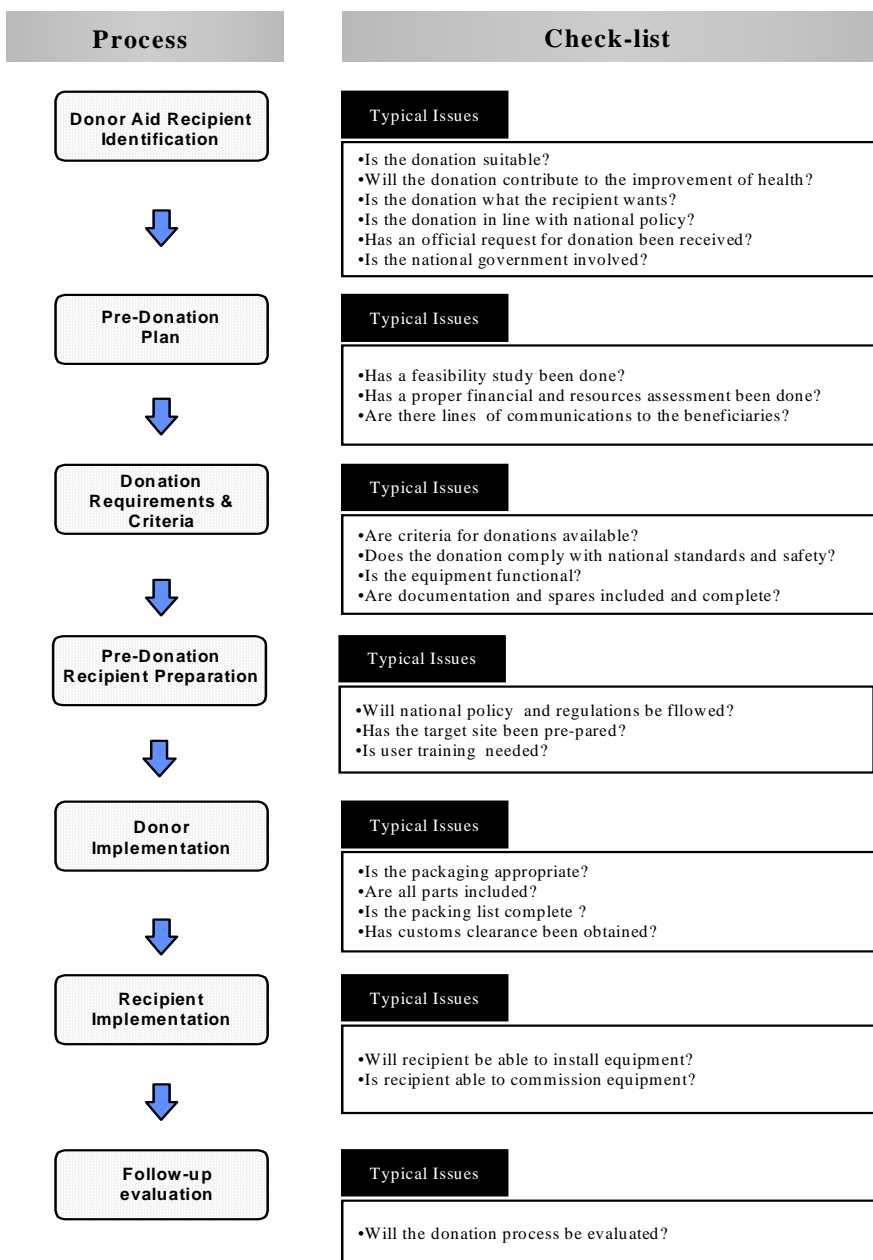 Process
Check-list
Donor Aid Recipient
Identification
Typical Issues
•Is the donation suitable?
•Will the donation contribute to the improvement of health?
•Is the donation what the recipient wants?
•Is the donation in line with national policy?
•Has an official request for donation been received?
•Is the national government involved?
Pre-Donation
Plan
Typical Issues
•Has a feasibility study been done?
•Has a proper financial and resources assessment been done?
•Are there lines of communications to the beneficiaries?
Donation
Requirements &
Criteria
Typical Issues
•Are criteria for donations available?
•Does the donation comply with national standards and safety?
•Is the equipment functional?
•Are documentation and spares included and complete?
Pre-Donation
Recipient Preparation
Typical Issues
•Will national policy and regulations be fllowed?
•Has the target site been pre-pared?
•Is user training needed?
Donor
Implementation
Typical Issues
•Is the packaging appropriate?
•Are all parts included?
•Is the packing list complete ?
•Has customs clearance been obtained?
Recipient
Implementation
Typical Issues
•Will recipient be able to install equipment?
•Is recipient able to commission equipment?
Follow-up
evaluation
Typical Issues
•Will the donation process be evaluated?